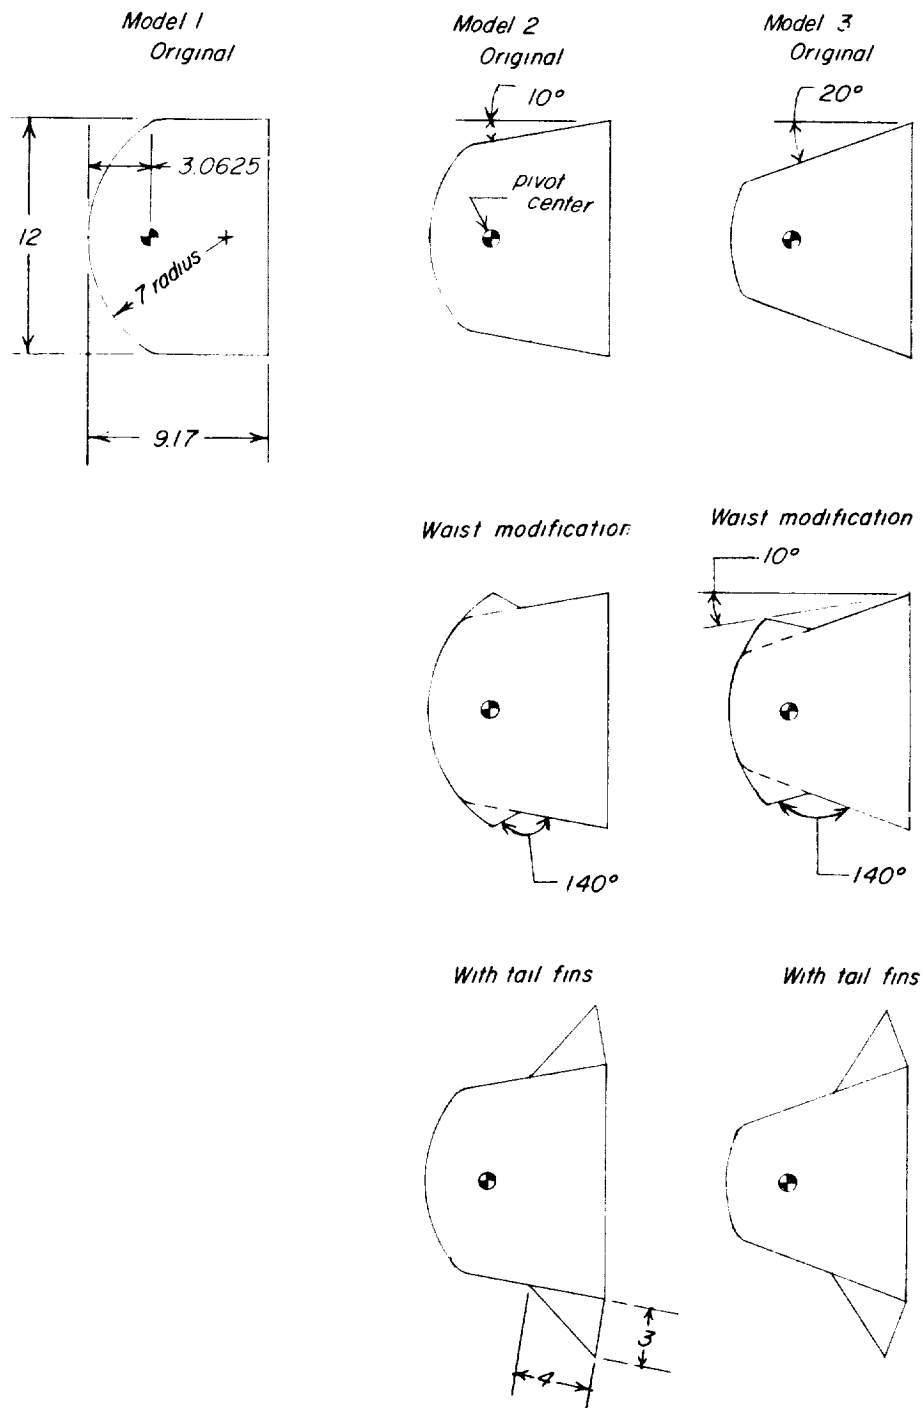 Model 1
Original
Model 2
Original
Model 3
Original
10°
20°
3.0625
pivot
center
12
7 radius
9.17
Waist modification
Waist modification
10°
140°
140°
With tail fins
With tail fins
3
4